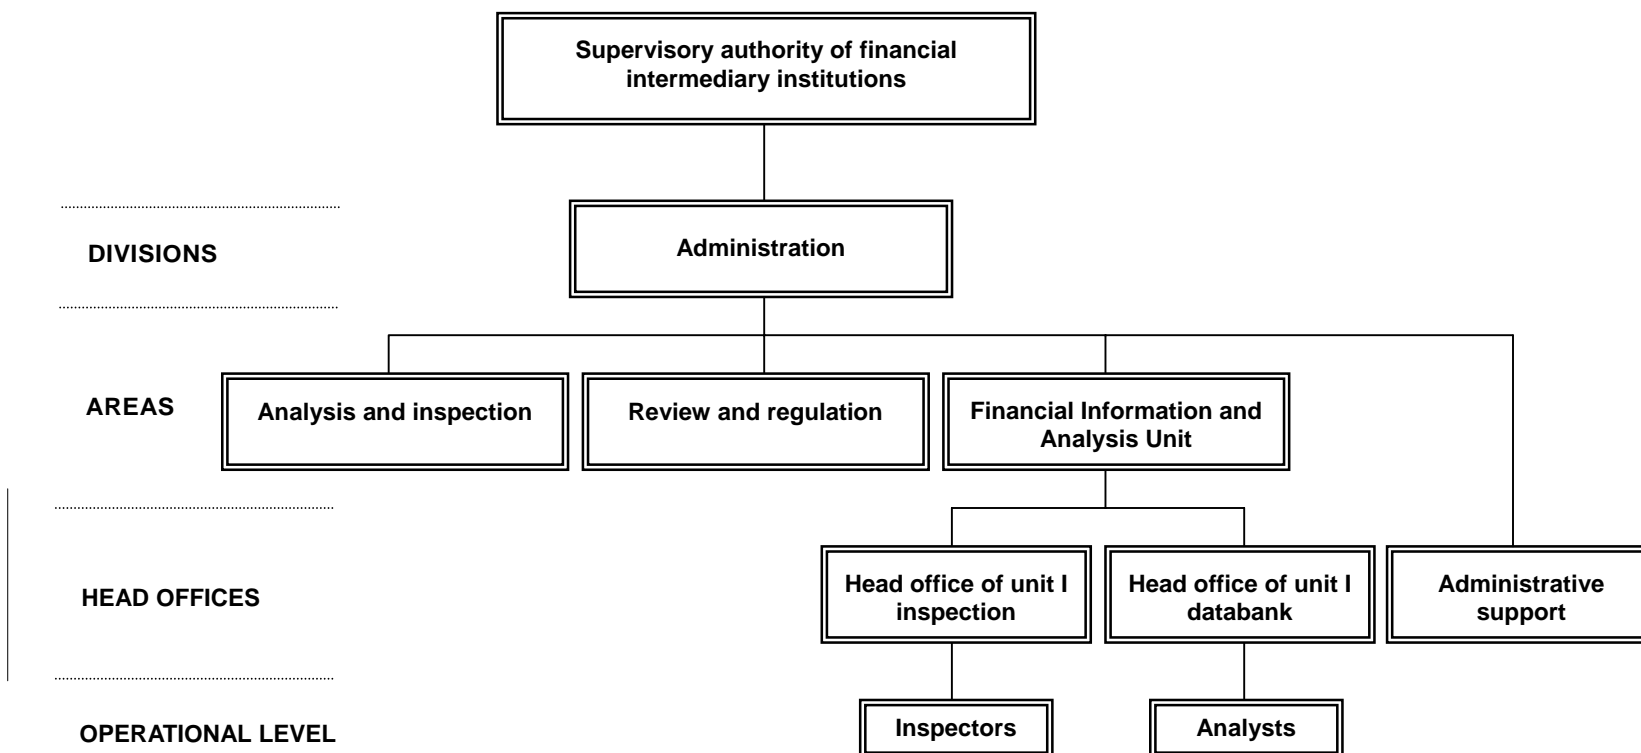 Supervisory authority of financial
intermediary institutions
DIVISIONS
Administration
AREAS
Analysis and inspection
Review and regulation
Financial Information and
Analysis Unit
HEAD OFFICES
Head office of unit I
inspection
Head office of unit I
databank
Administrative
support
OPERATIONAL LEVEL
Inspectors
Analysts